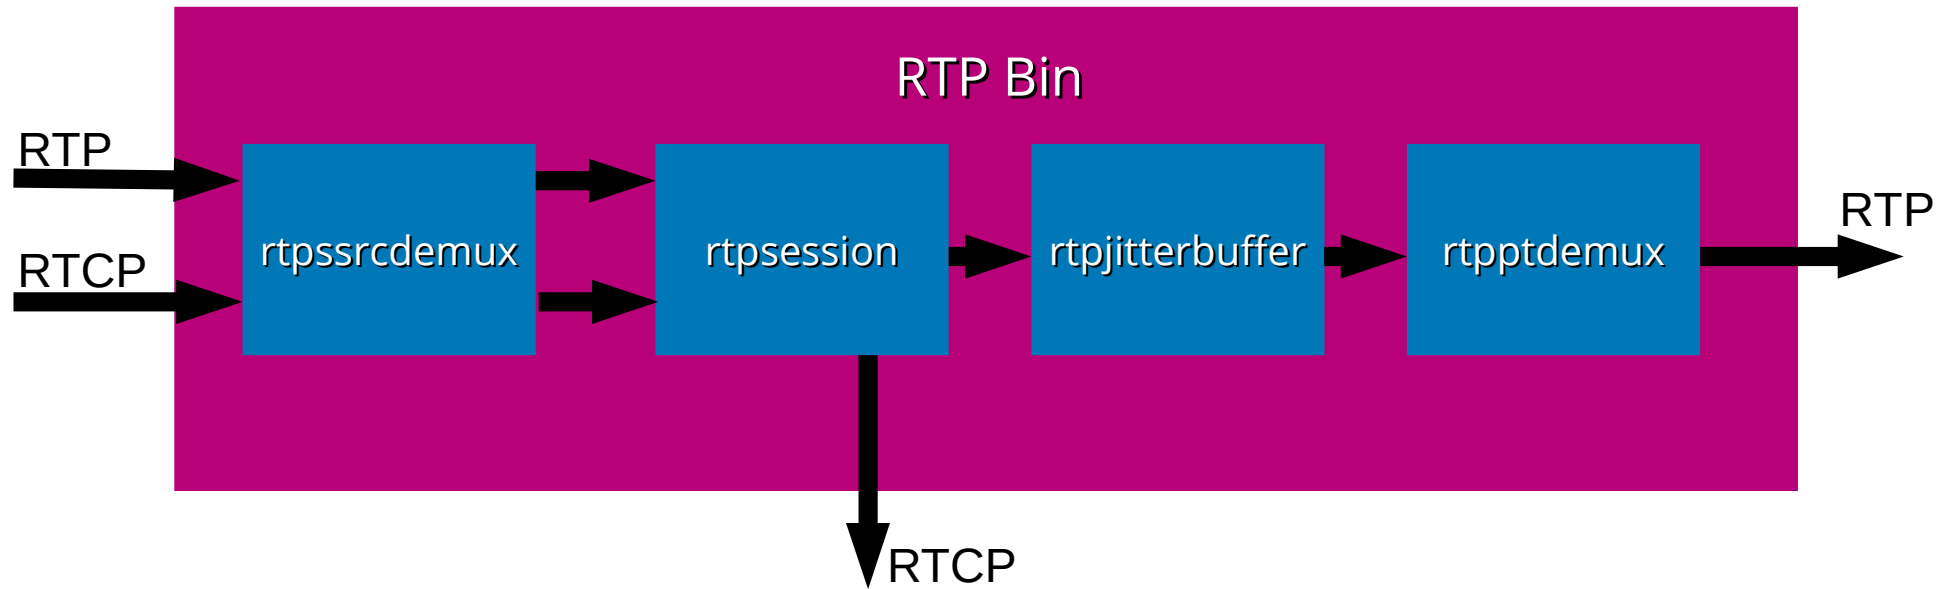 RTP Bin
RTP
RTCP
rtpssrcdemux
rtpsession
rtpjitterbuffer
rtpptdemux
RTP
RTCP